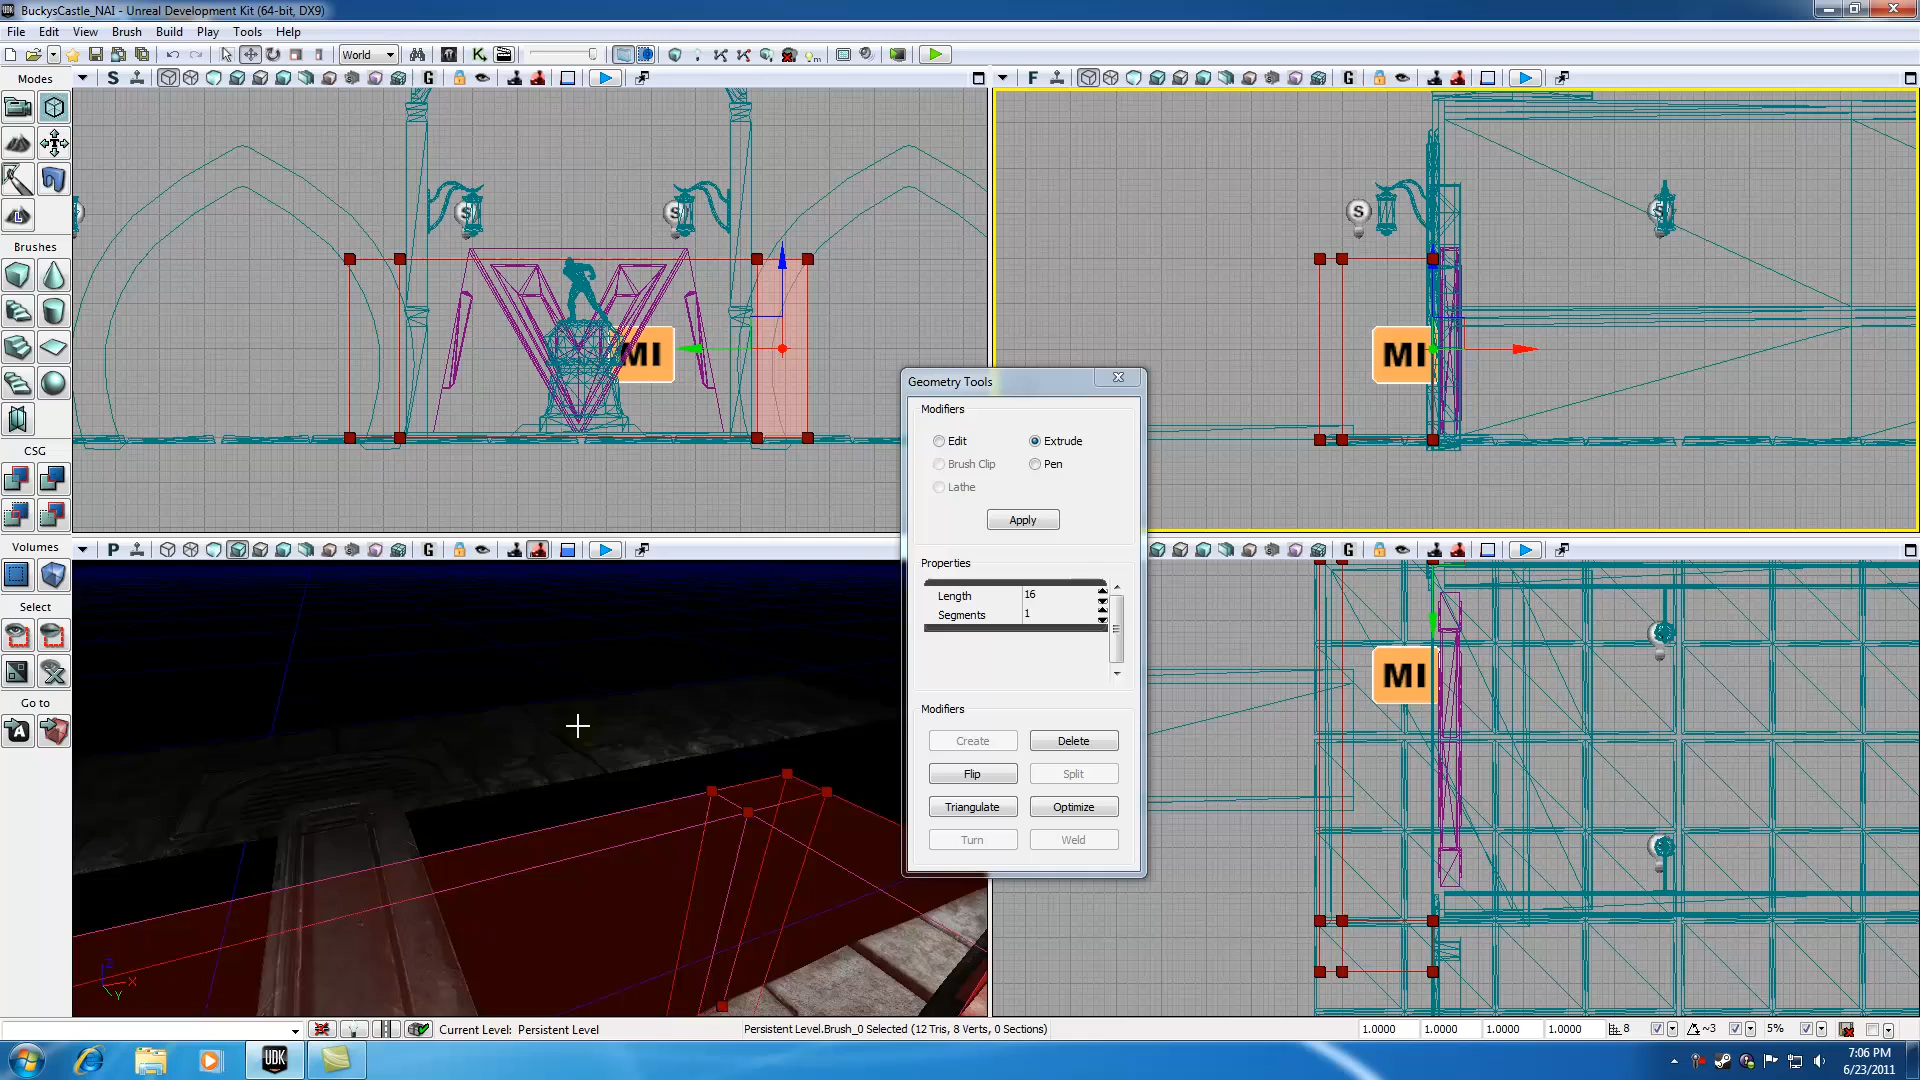 BuckysCastle_NAI - Unreal Development Kit (64-bit, DX9)
File Edit View Brush Build Play Tools Help
World
Modes
S G
F G
Brushes
CSG
Volumes
Select
Go to
S S
MI
S S
MI
P G
G
MI
Geometry Tools
Modifiers
Edit Extrude
Brush Clip Pen
Lathe
Apply
Properties
Length 16
Segments 1
Modifiers
Create Delete
Flip Split
Triangulate Optimize
Turn Weld
Z
X
Y
Current Level: Persistent Level
Persistent Level.Brush_0 Selected (12 Tris, 8 Verts, 0 Sections)
1.0000 1.0000 1.0000 1.0000 8 ~3 5%
UDK
7:06 PM
6/23/2011